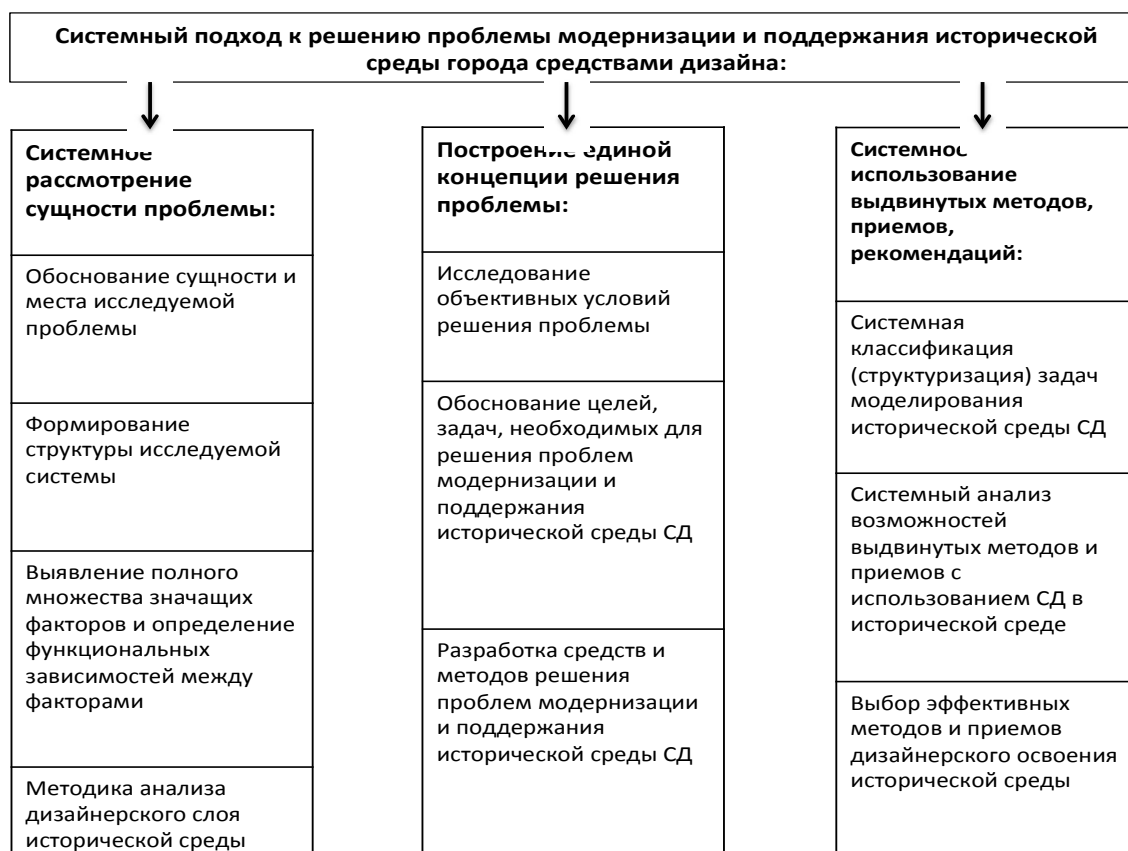 Системный подход к решению проблемы модернизации и поддержания исторической
среды города средствами дизайна:
Системное
рассмотрение
сущности проблемы:
Обоснование сущности и
места исследуемой
проблемы
Формирование
структуры исследуемой
системы
Выявление полного
множества значащих
факторов и определение
функциональных
зависимостей между
факторами
Методика анализа
дизайнерского слоя
исторической среды
Построение единой
концепции решения
проблемы:
Исследование
объективных условий
решения проблемы
Обоснование целей,
задач, необходимых для
решения проблем
модернизации и
поддержания
исторической среды СД
Разработка средств и
методов решения
проблем модернизации
и поддержания
исторической среды СД
Системное
использование
выдвинутых методов,
приемов,
рекомендаций:
Системная
классификация
(структуризация) задач
моделирования
исторической среды СД
Системный анализ
возможностей
выдвинутых методов и
приемов с
использованием СД в
исторической среде
Выбор эффективных
методов и приемов
дизайнерского освоения
исторической среды